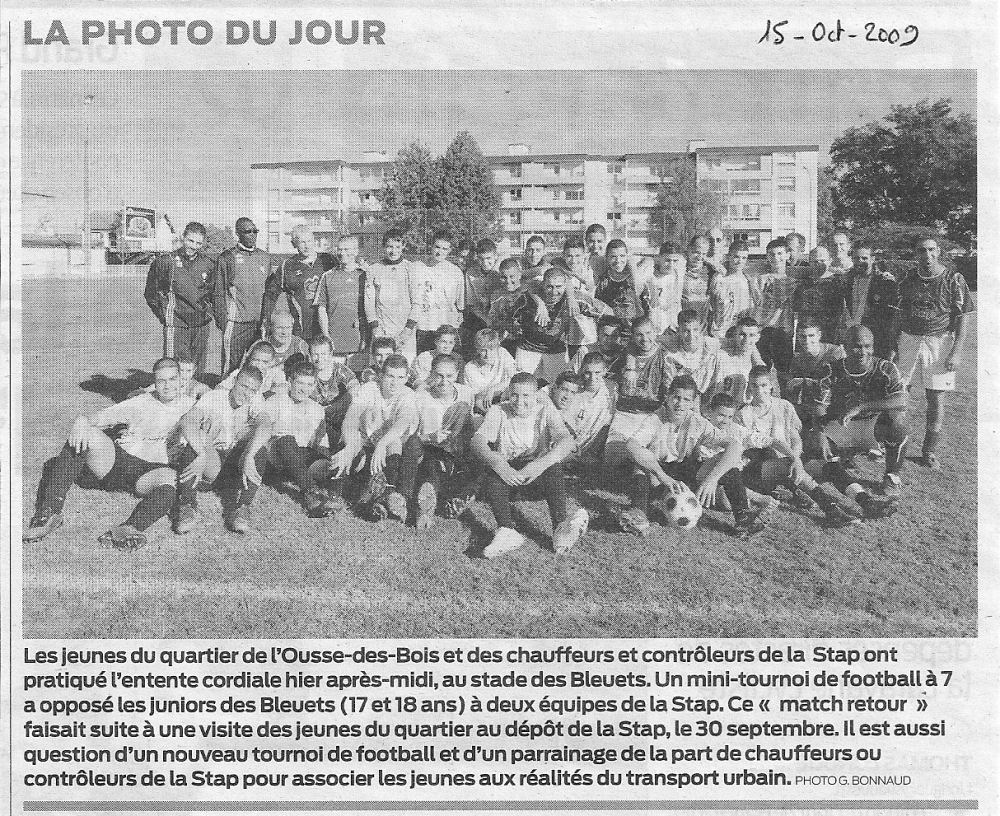 LA PHOTO DU JOUR
15-Oct-2009
Les jeunes du quartier de l'Ousse-des-Bois et des chauffeurs et contrôleurs de la Stap ont
pratiqué l'entente cordiale hier après-midi, au stade des Bleuets. Un mini-tournoi de football à 7
a opposé les juniors des Bleuets (17 et 18 ans) à deux équipes de la Stap. Ce « match retour »
faisait suite à une visite des jeunes du quartier au dépôt de la Stap, le 30 septembre. Il est aussi
question d'un nouveau tournoi de football et d'un parrainage de la part de chauffeurs ou
contrôleurs de la Stap pour associer les jeunes aux réalités du transport urbain. PHOTO G. BONNAUD